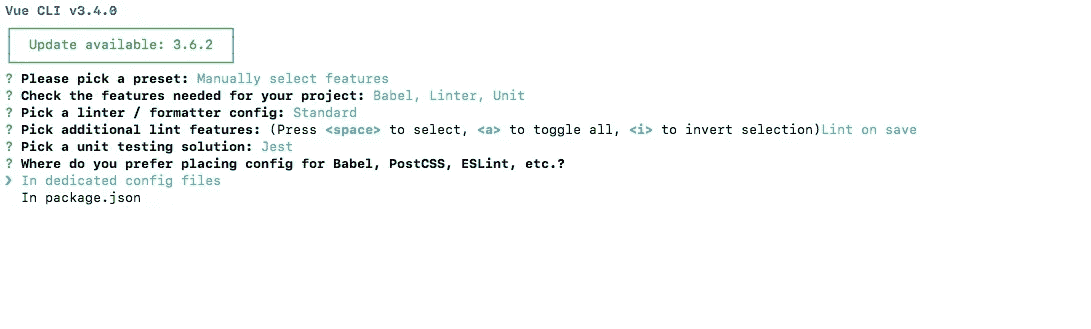 Vue CLI v3.4.0
Update available: 3.6.2
? Please pick a preset: Manually select features
? Check the features needed for your project: Babel, Linter, Unit
? Pick a linter / formatter config: Standard
? Pick additional lint features: (Press <space> to select, <a> to toggle all, <i> to invert selection)Lint on save
? Pick a unit testing solution: Jest
? Where do you prefer placing config for Babel, PostCSS, ESLint, etc.?
❯ In dedicated config files
In package.json